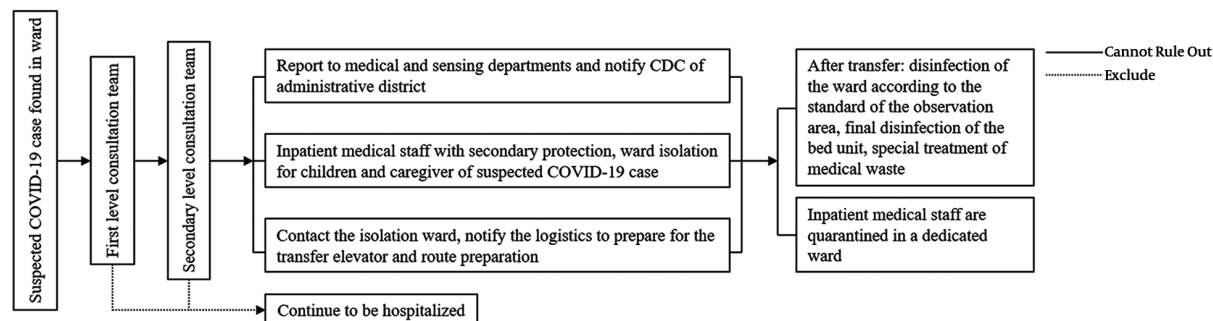 Suspected COVID-19 case found in ward
First level consultation team
Secondary level consultation team
Report to medical and sensing departments and notify CDC of
administrative district
Inpatient medical staff with secondary protection, ward isolation
for children and caregiver of suspected COVID-19 case
Contact the isolation ward, notify the logistics to prepare for the
transfer elevator and route preparation
Continue to be hospitalized
After transfer: disinfection of
the ward according to the
standard of the observation
area, final disinfection of the
bed unit, special treatment of
medical waste
Inpatient medical staff are
quarantined in a dedicated
ward
Cannot Rule Out
Exclude